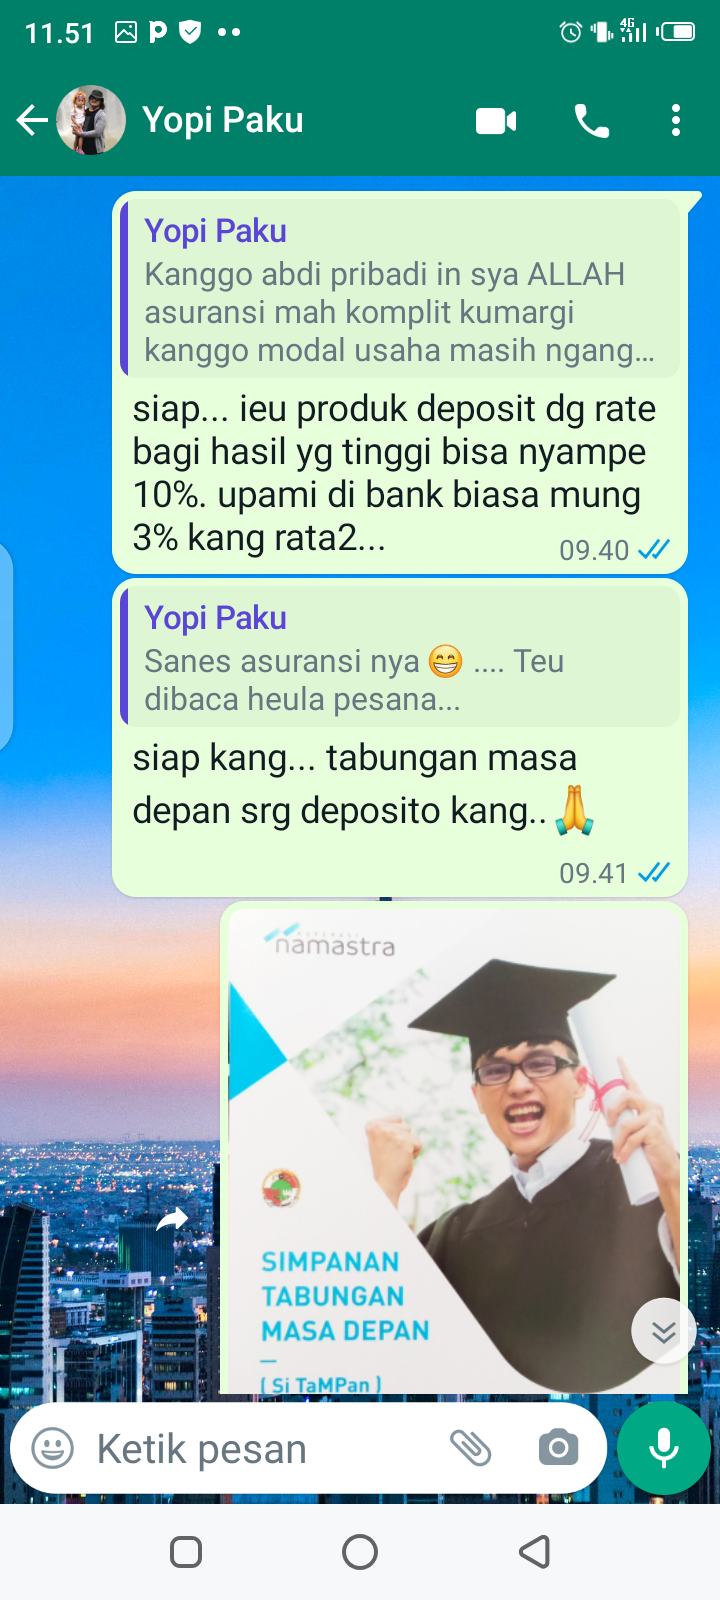 11.51
4G
Yopi Paku
Yopi Paku
Kanggo abdi pribadi in sya ALLAH
asuransi mah komplit kumargi
kanggo modal usaha masih ngang...
siap... ieu produk deposit dg rate
bagi hasil yg tinggi bisa nyampe
10%. upami di bank biasa mung
3% kang rata2...
09.40
Yopi Paku
Sanes asuransi nya 😁 .... Teu
dibaca heula pesana...
siap kang... tabungan masa
depan srg deposito kang..🙏
09.41
KOPERASI
namastra
SIMPANAN
TABUNGAN
MASA DEPAN
( Si TaMPan )
Ketik pesan